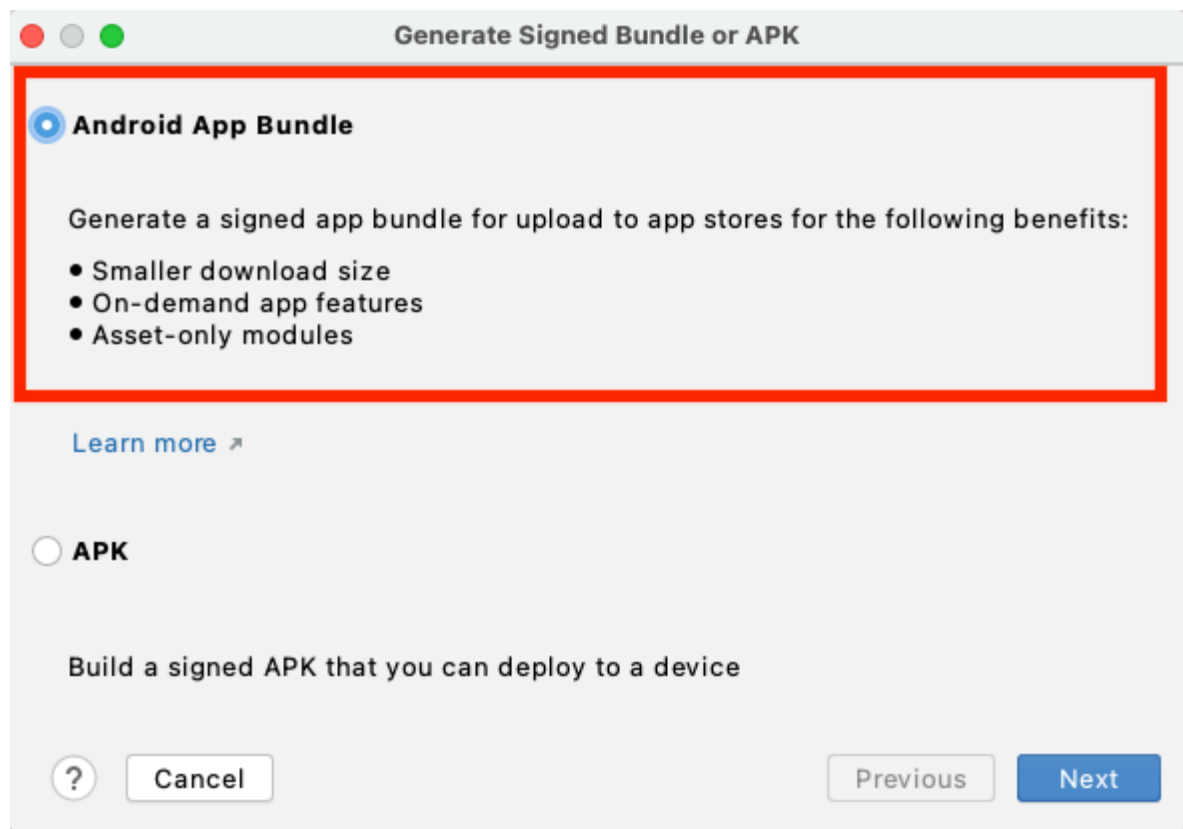 Generate Signed Bundle or APK
Android App Bundle
Generate a signed app bundle for upload to app stores for the following benefits:
• Smaller download size
• On-demand app features
• Asset-only modules
Learn more ↗
APK
Build a signed APK that you can deploy to a device
? Cancel Previous Next